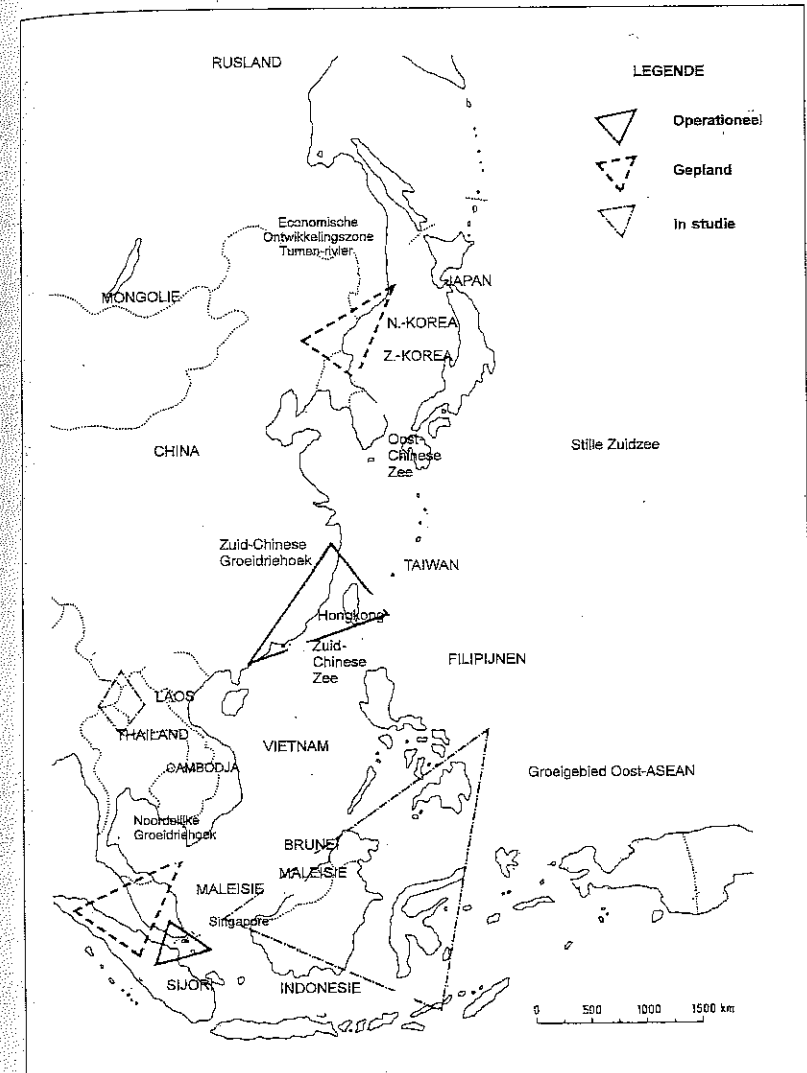 RUSLAND
LEGENDE
Operationeel
Gepland
In studie
Economische
Ontwikkelingszone
Tumen-rivier
MONGOLIE
JAPAN
N.-KOREA
Z.-KOREA
CHINA
Oost-
Chinese
Zee
Stille Zuidzee
Zuid-Chinese
Groeidriehoek
TAIWAN
Hongkong
Zuid-
Chinese
Zee
FILIPIJNEN
LAOS
THAILAND
VIETNAM
CAMBODJA
Groeigebied Oost-ASEAN
Noordelijke
Groeidriehoek
BRUNEI
MALEISIE
MALEISIE
Singapore
SIJORI
INDONESIE
0 500 1000 1500 km